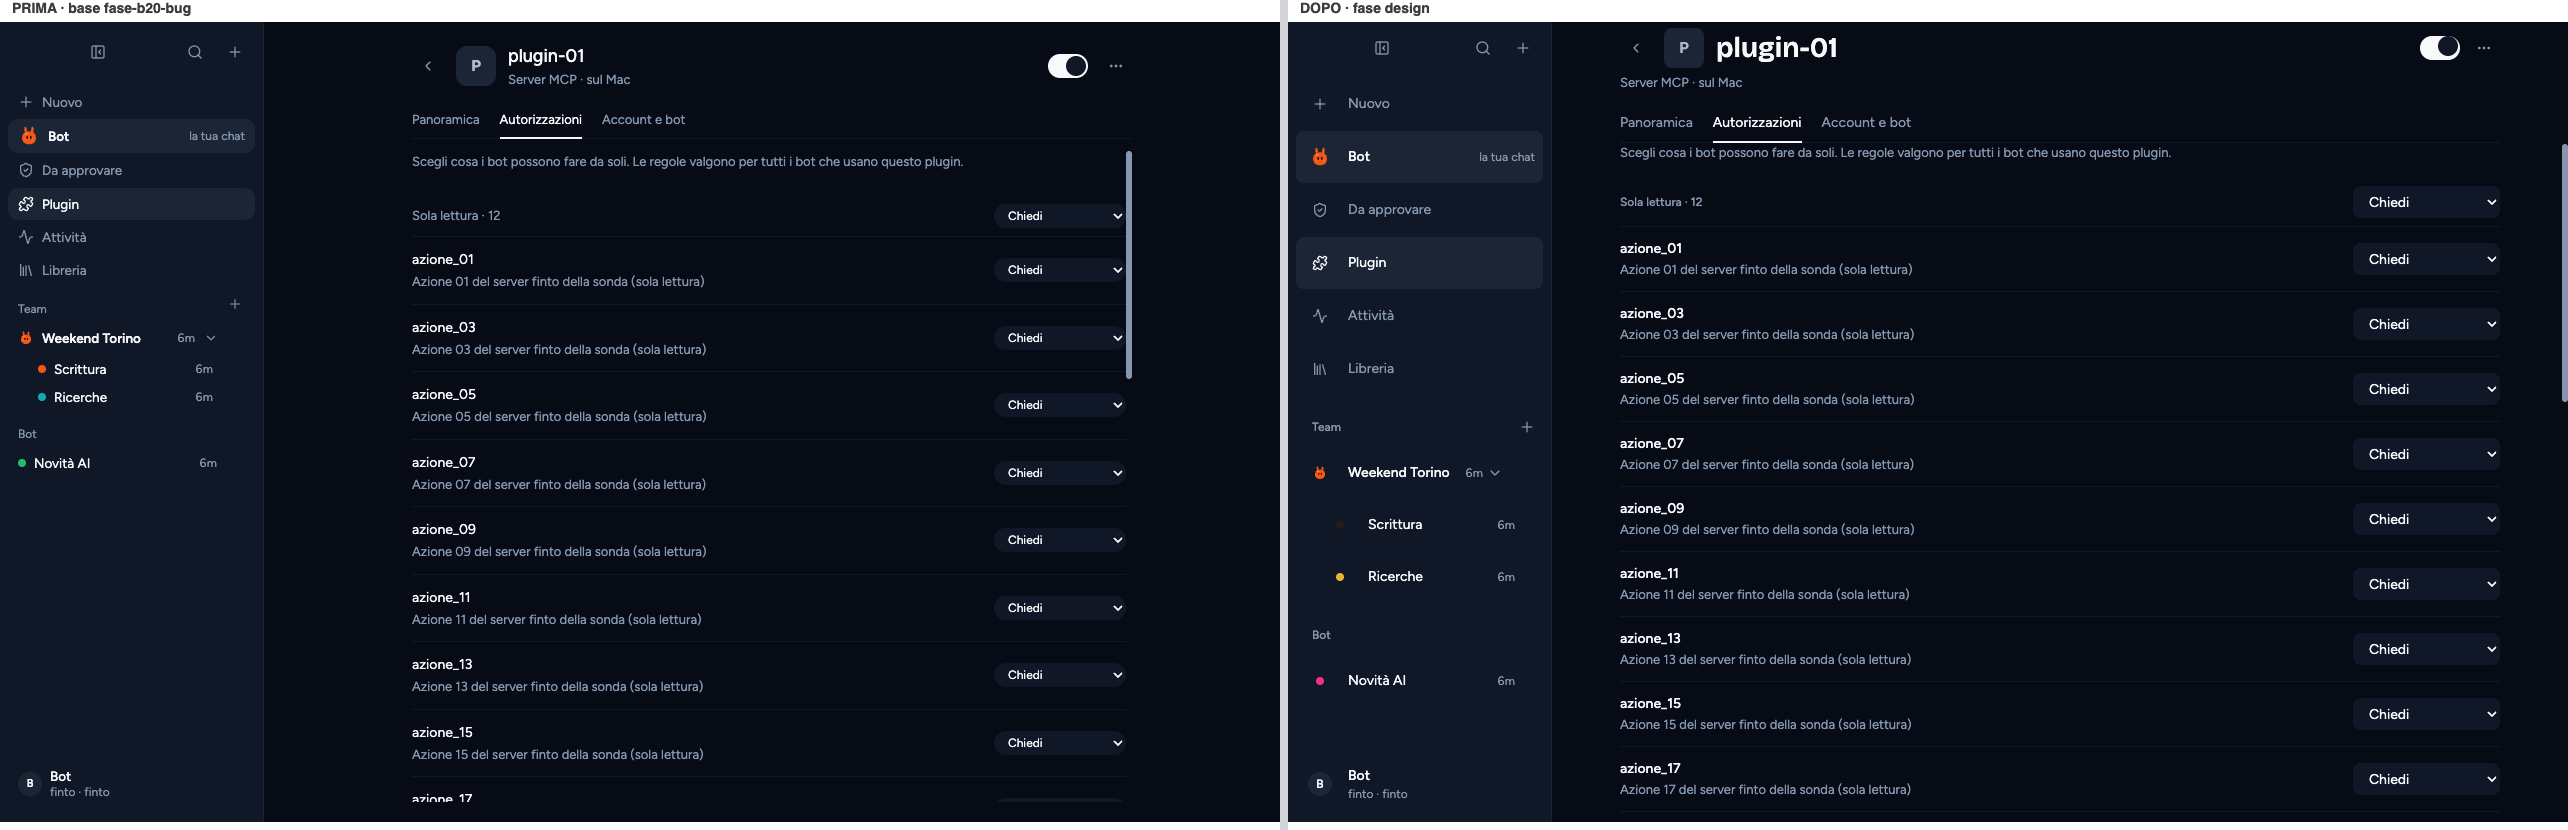 PRIMA · base fase-b20-bug
Nuovo
Bot la tua chat
Da approvare
Plugin
Attività
Libreria
Team
Weekend Torino 6m
Scrittura 6m
Ricerche 6m
Bot
Novità AI 6m
B
Bot
finto · finto
P
plugin-01
Server MCP · sul Mac
Panoramica Autorizzazioni Account e bot
Scegli cosa i bot possono fare da soli. Le regole valgono per tutti i bot che usano questo plugin.
Sola lettura · 12 Chiedi
azione_01
Azione 01 del server finto della sonda (sola lettura) Chiedi
azione_03
Azione 03 del server finto della sonda (sola lettura) Chiedi
azione_05
Azione 05 del server finto della sonda (sola lettura) Chiedi
azione_07
Azione 07 del server finto della sonda (sola lettura) Chiedi
azione_09
Azione 09 del server finto della sonda (sola lettura) Chiedi
azione_11
Azione 11 del server finto della sonda (sola lettura) Chiedi
azione_13
Azione 13 del server finto della sonda (sola lettura) Chiedi
azione_15
Azione 15 del server finto della sonda (sola lettura) Chiedi
azione_17
DOPO · fase design
Nuovo
Bot la tua chat
Da approvare
Plugin
Attività
Libreria
Team
Weekend Torino 6m
Scrittura 6m
Ricerche 6m
Bot
Novità AI 6m
B
Bot
finto · finto
P
plugin-01
Server MCP · sul Mac
Panoramica Autorizzazioni Account e bot
Scegli cosa i bot possono fare da soli. Le regole valgono per tutti i bot che usano questo plugin.
Sola lettura · 12 Chiedi
azione_01
Azione 01 del server finto della sonda (sola lettura) Chiedi
azione_03
Azione 03 del server finto della sonda (sola lettura) Chiedi
azione_05
Azione 05 del server finto della sonda (sola lettura) Chiedi
azione_07
Azione 07 del server finto della sonda (sola lettura) Chiedi
azione_09
Azione 09 del server finto della sonda (sola lettura) Chiedi
azione_11
Azione 11 del server finto della sonda (sola lettura) Chiedi
azione_13
Azione 13 del server finto della sonda (sola lettura) Chiedi
azione_15
Azione 15 del server finto della sonda (sola lettura) Chiedi
azione_17
Azione 17 del server finto della sonda (sola lettura) Chiedi